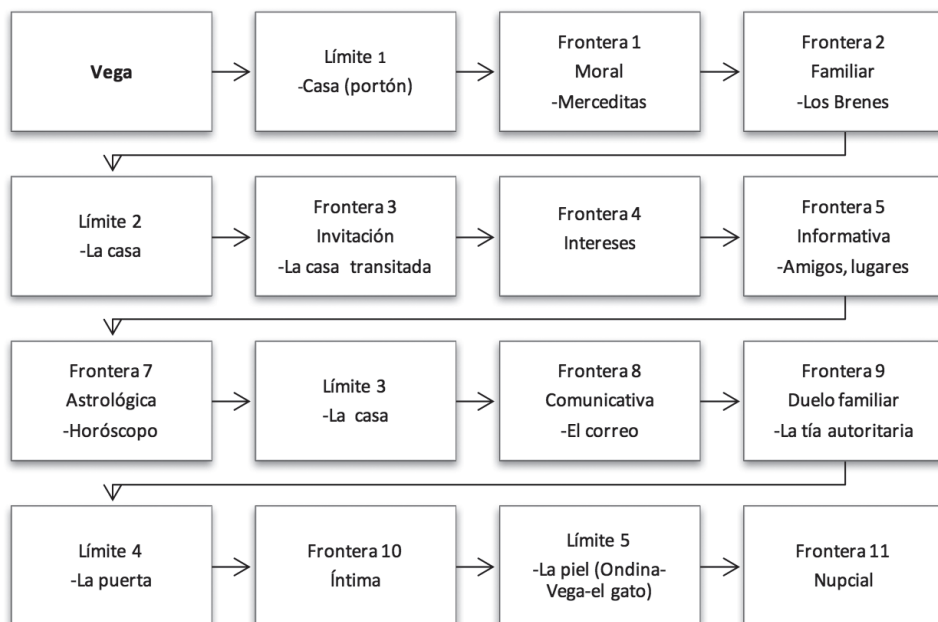 Vega
Límite 1
-Casa (portón)
Frontera 1
Moral
-Merceditas
Frontera 2
Familiar
-Los Brenes
Límite 2
-La casa
Frontera 3
Invitación
-La casa transitada
Frontera 4
Intereses
Frontera 5
Informativa
-Amigos, lugares
Frontera 7
Astrológica
-Horóscopo
Límite 3
-La casa
Frontera 8
Comunicativa
-El correo
Frontera 9
Duelo familiar
-La tía autoritaria
Límite 4
-La puerta
Frontera 10
Íntima
Límite 5
-La piel (Ondina-
Vega-el gato)
Frontera 11
Nupcial